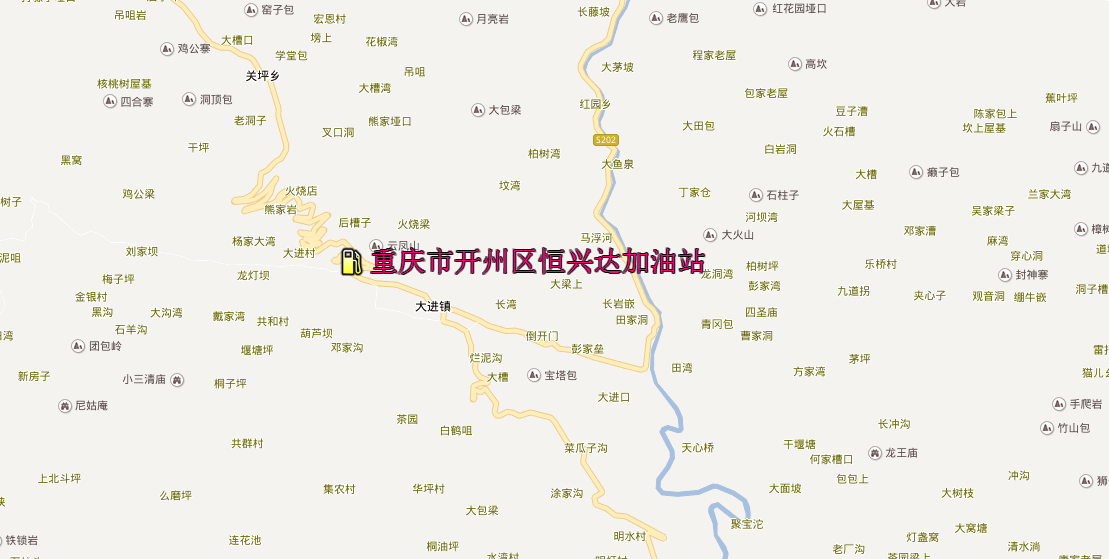 窑子包
大岩
吊咀岩
宏恩村
月亮岩
长藤坡
老鹰包
红花园垭口
大槽口
塝上
花椒湾
鸡公寨
学堂包
程家老屋
高坎
关坪乡
吊咀
大茅坡
核桃树屋基
大槽湾
包家老屋
四合寨
洞顶包
大包梁
红园乡
蕉叶坪
豆子漕
陈家包上
老洞子
熊家垭口
叉口洞
大田包
火石槽
坎上屋基
扇子山
S202
干坪
柏树湾
白岩洞
黑窝
大鱼泉
大槽
癞子包
九道
鸡公梁
火烧店
坟湾
丁家仓
石柱子
兰家大湾
树子
熊家岩
大屋基
吴家梁子
后槽子
火烧梁
河坝湾
邓家漕
樟树
杨家大湾
云凤山
马浮河
大火山
麻湾
刘家坝
大进村
穿心洞
泥咀
重庆市开州区恒兴达加油站
乐桥村
龙灯坝
龙洞湾
柏树坪
封神寨
梅子坪
大梁上
彭家湾
九道拐
夹心子
观音洞
绷牛嵌
洞子
金银村
大进镇
长湾
长岩嵌
四圣庙
黑沟
大沟湾
戴家湾
共和村
田家洞
青冈包
石羊沟
葫芦坝
倒开门
曹家洞
团包岭
堰塘坪
邓家沟
彭家垒
烂泥沟
茅坪
新房子
小三清庙
桐子坪
大槽
宝塔包
田湾
方家湾
猫儿
尼姑庵
大进口
手爬岩
茶园
长冲沟
竹山包
共群村
白鹤咀
菜瓜子沟
天心桥
干堰塘
龙王庙
何家槽口
上北斗坪
包包上
冲沟
么磨坪
集农村
华坪村
涂家沟
大面坡
大树枝
大包梁
聚宝沱
大窝塘
铁锁岩
连花池
明水村
灯盏窝
桐油坪
老厂沟
清水淌